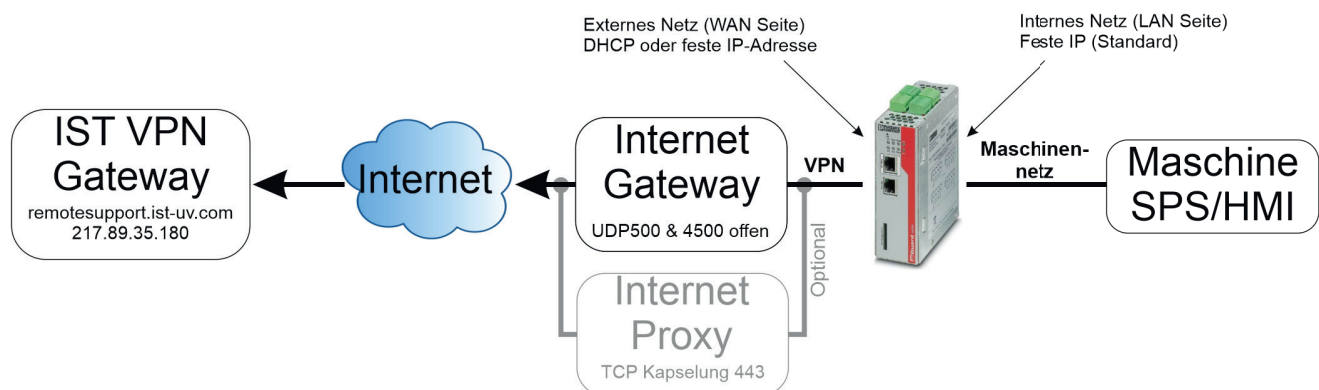 Externes Netz (WAN Seite)
DHCP oder feste IP-Adresse
Internes Netz (LAN Seite)
Feste IP (Standard)
IST VPN
Gateway
remotesupport.ist-uv.com
217.89.35.180
Internet
Internet
Gateway
UDP500 & 4500 offen
VPN
Maschinen-
netz
Maschine
SPS/HMI
Optional
Internet
Proxy
TCP Kapselung 443